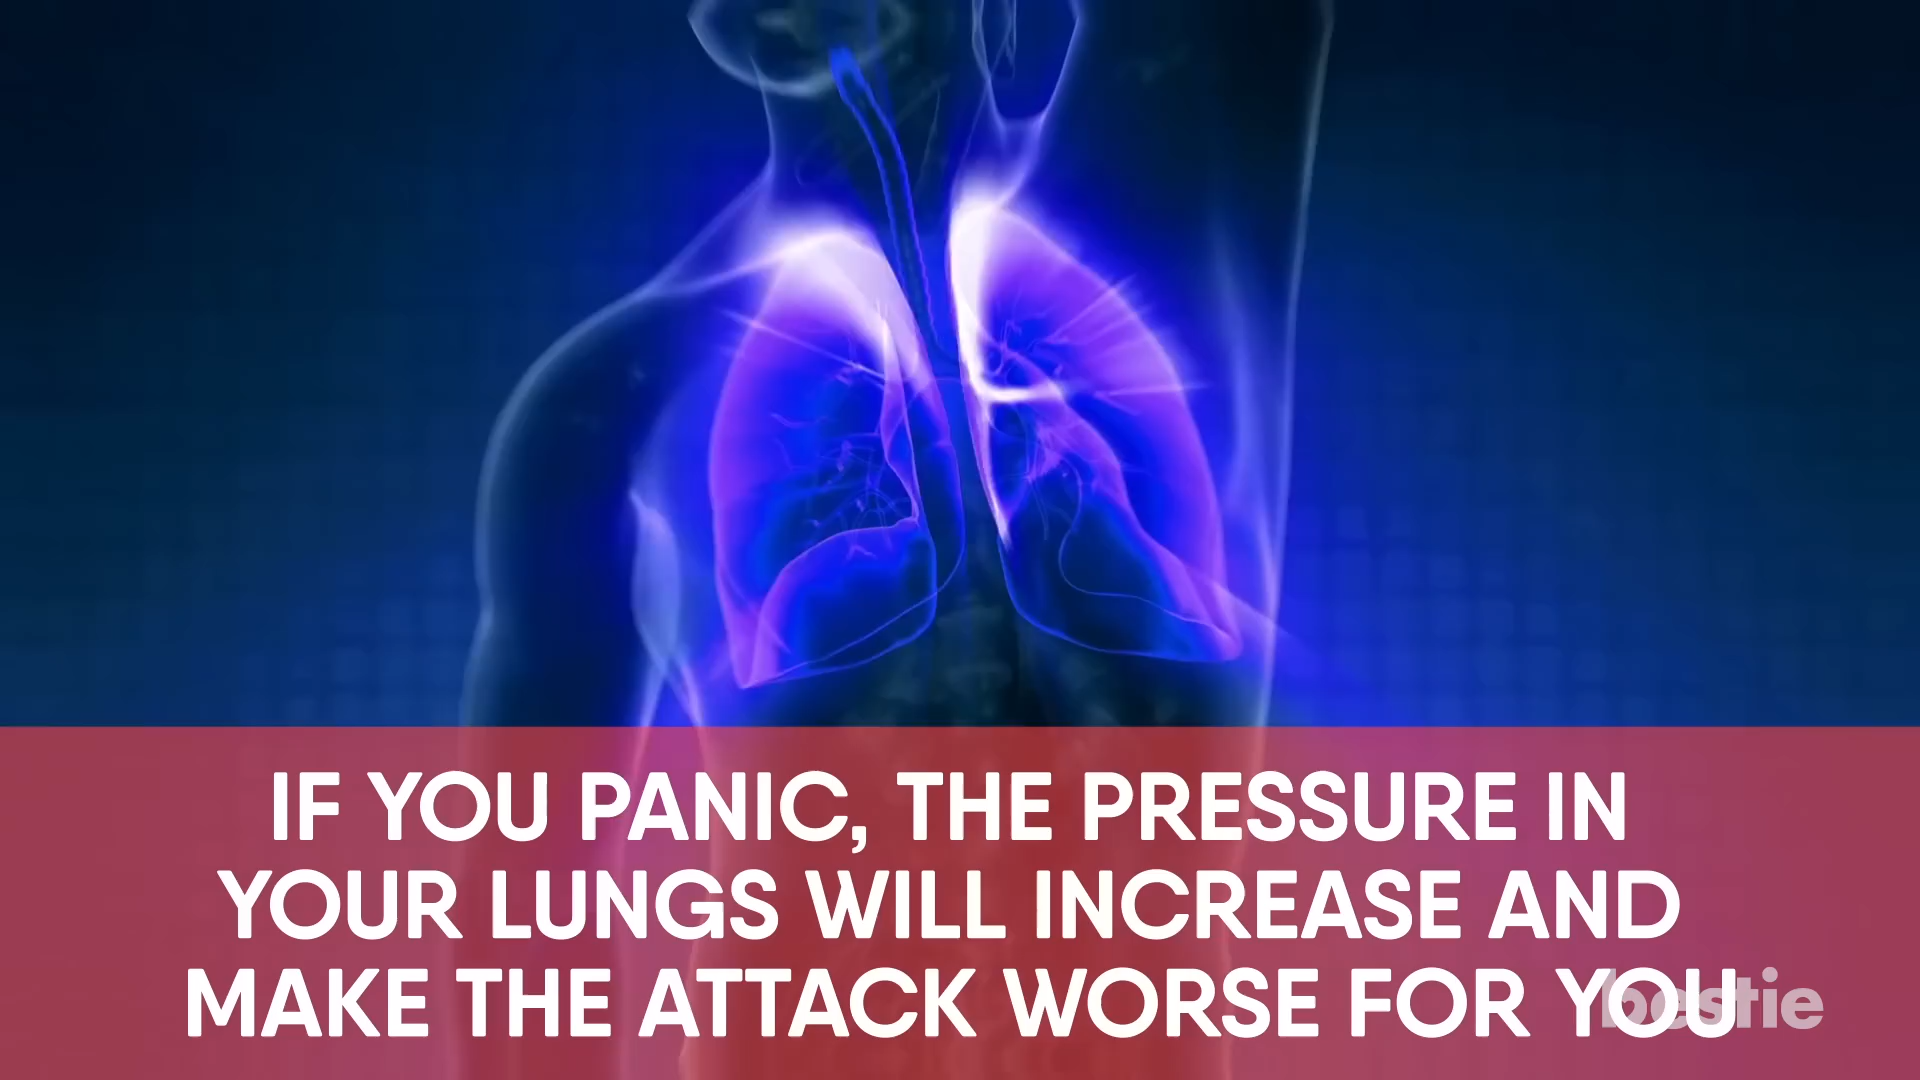 IF YOU PANIC, THE PRESSURE IN
YOUR LUNGS WILL INCREASE AND
MAKE THE ATTACK WORSE FOR YOU
bestie